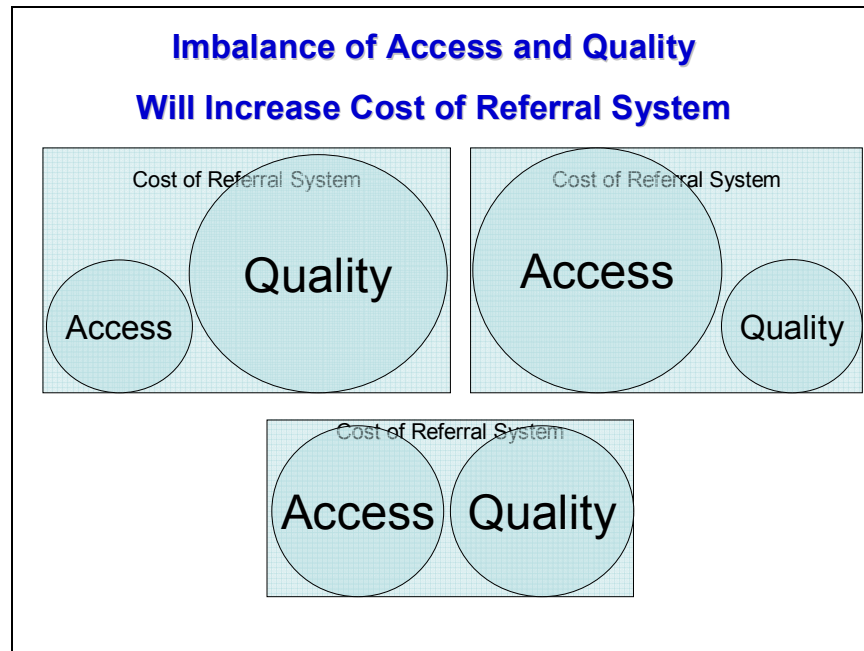 Imbalance of Access and Quality
Will Increase Cost of Referral System
Cost of Referral System
Access
Quality
Cost of Referral System
Access
Quality
Cost of Referral System
Access
Quality